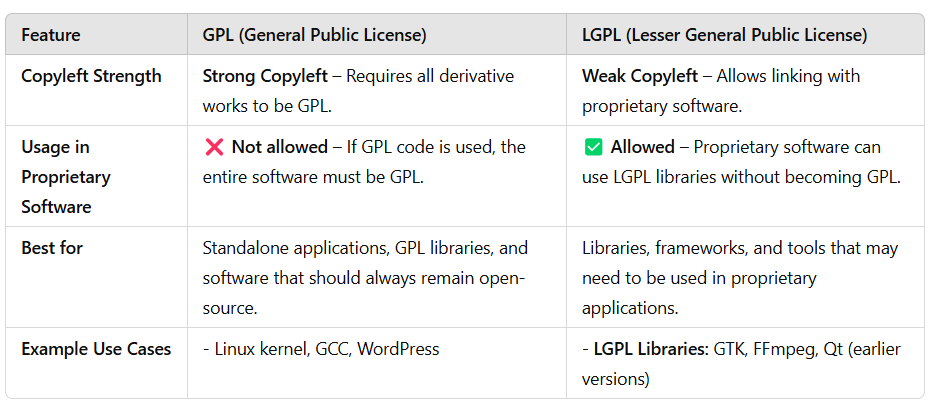 Feature
GPL (General Public License)
LGPL (Lesser General Public License)
Copyleft Strength
Strong Copyleft – Requires all derivative
works to be GPL.
Weak Copyleft – Allows linking with
proprietary software.
Usage in
Proprietary
Software
❌ Not allowed – If GPL code is used, the
entire software must be GPL.
✅ Allowed – Proprietary software can
use LGPL libraries without becoming GPL.
Best for
Standalone applications, GPL libraries, and
software that should always remain open-
source.
Libraries, frameworks, and tools that may
need to be used in proprietary
applications.
Example Use Cases
- Linux kernel, GCC, WordPress
- LGPL Libraries: GTK, FFmpeg, Qt (earlier
versions)